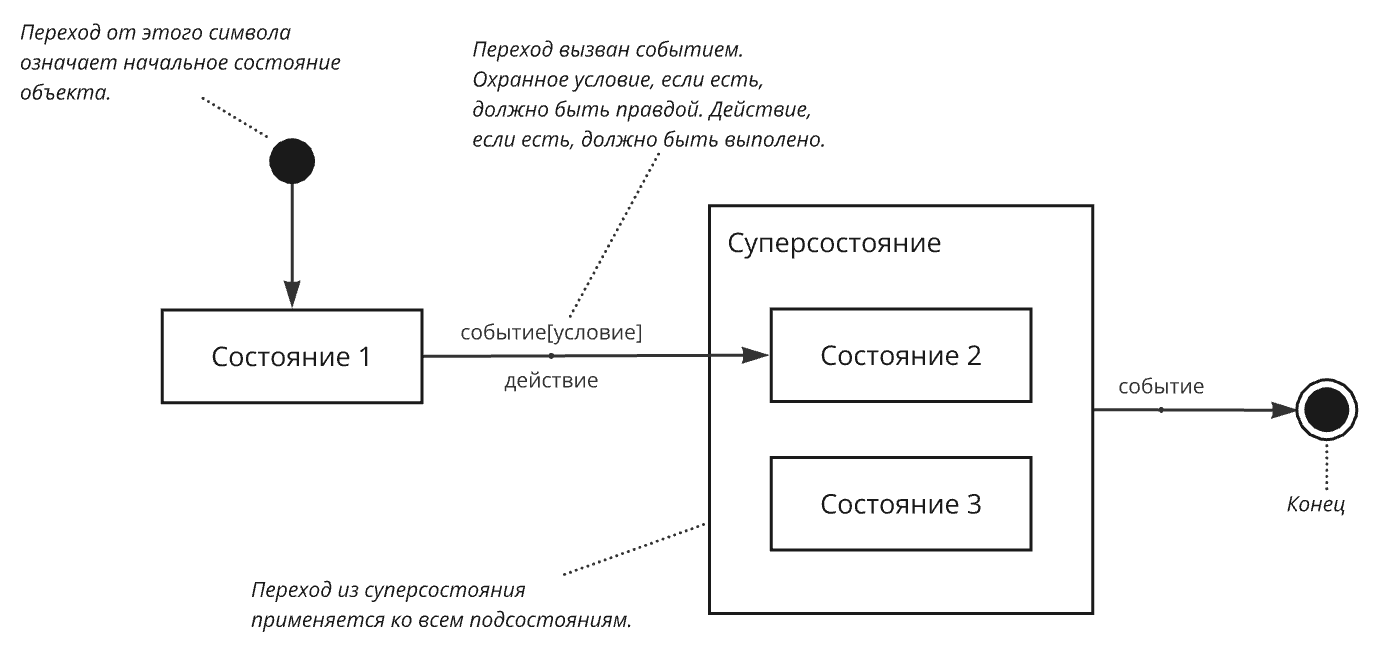 Переход от этого символа
означает начальное состояние
объекта.
Переход вызван событием.
Охранное условие, если есть,
должно быть правдой. Действие,
если есть, должно быть выполено.
Суперсостояние
Состояние 1
событие[условие]
действие
Состояние 2
событие
Состояние 3
Конец
Переход из суперсостояния
применяется ко всем подсостояниям.